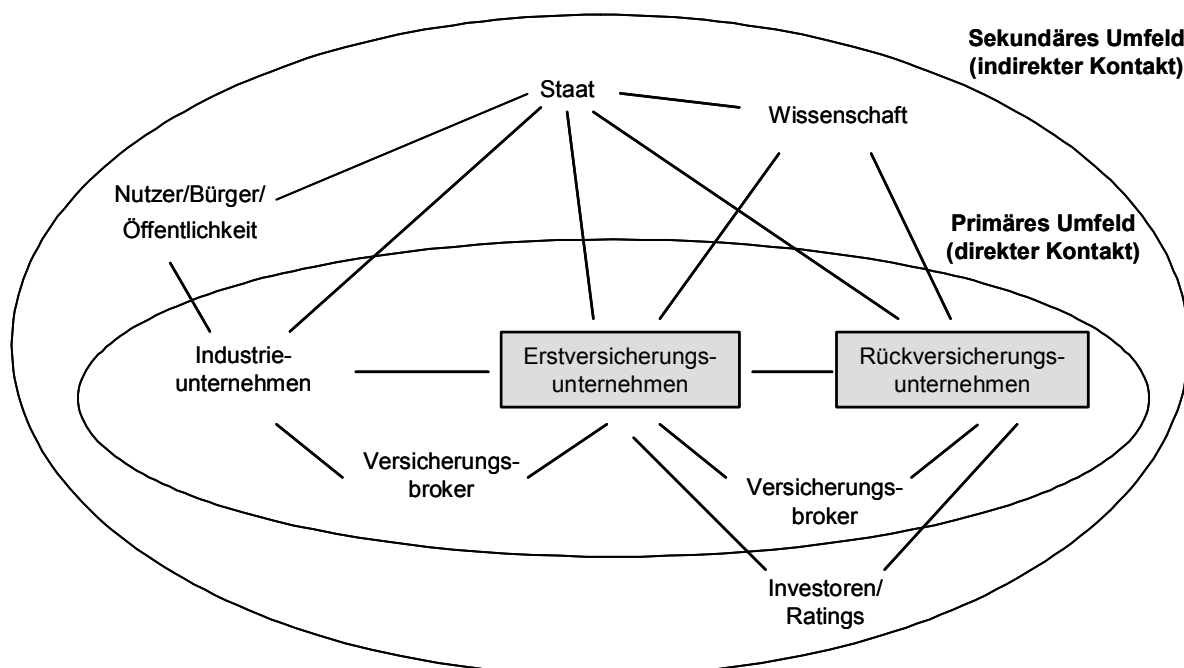 Sekundäres Umfeld
(indirekter Kontakt)
Staat
Wissenschaft
Nutzer/Bürger/
Öffentlichkeit
Primäres Umfeld
(direkter Kontakt)
Industrie-
unternehmen
Erstversicherungs-
unternehmen
Rückversicherungs-
unternehmen
Versicherungs-
broker
Versicherungs-
broker
Investoren/
Ratings